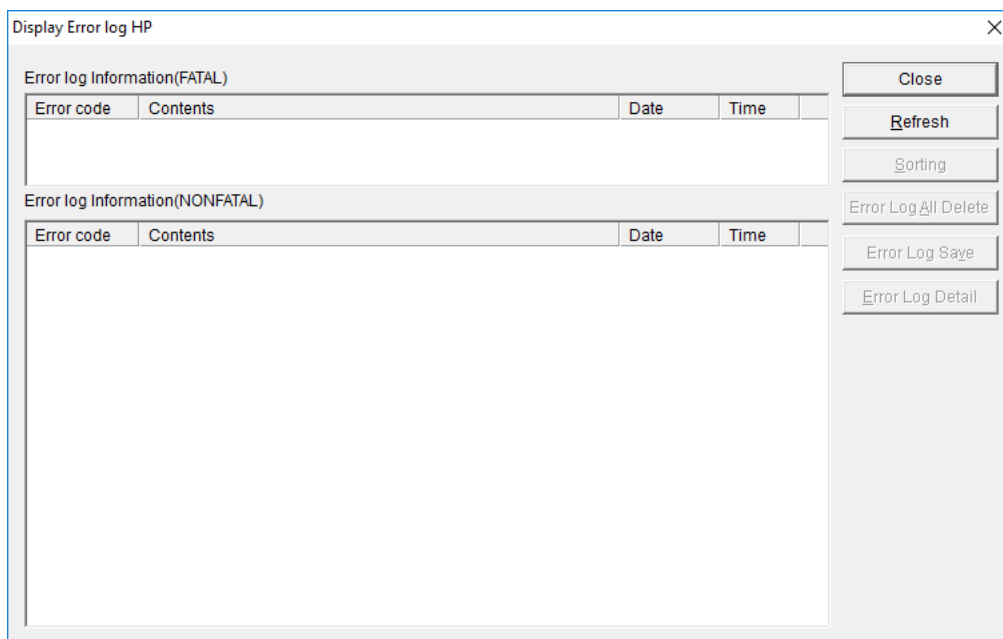 Display Error log HP
Error log Information(FATAL)
Error code Contents Date Time
Error log Information(NONFATAL)
Error code Contents Date Time
Close
Refresh
Sorting
Error Log All Delete
Error Log Save
Error Log Detail